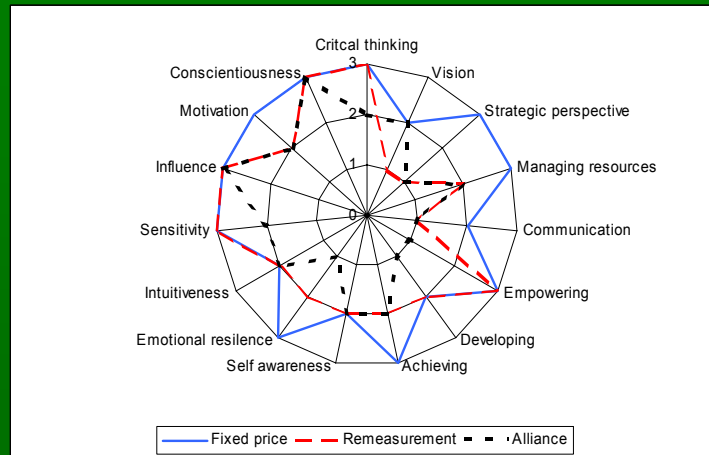 Critcal thinking
Vision
Strategic perspective
Managing resources
Communication
Empowering
Developing
Achieving
Self awareness
Emotional resilence
Intuitiveness
Sensitivity
Influence
Motivation
Conscientiousness
3
2
1
0
Fixed price Remeasurement Alliance